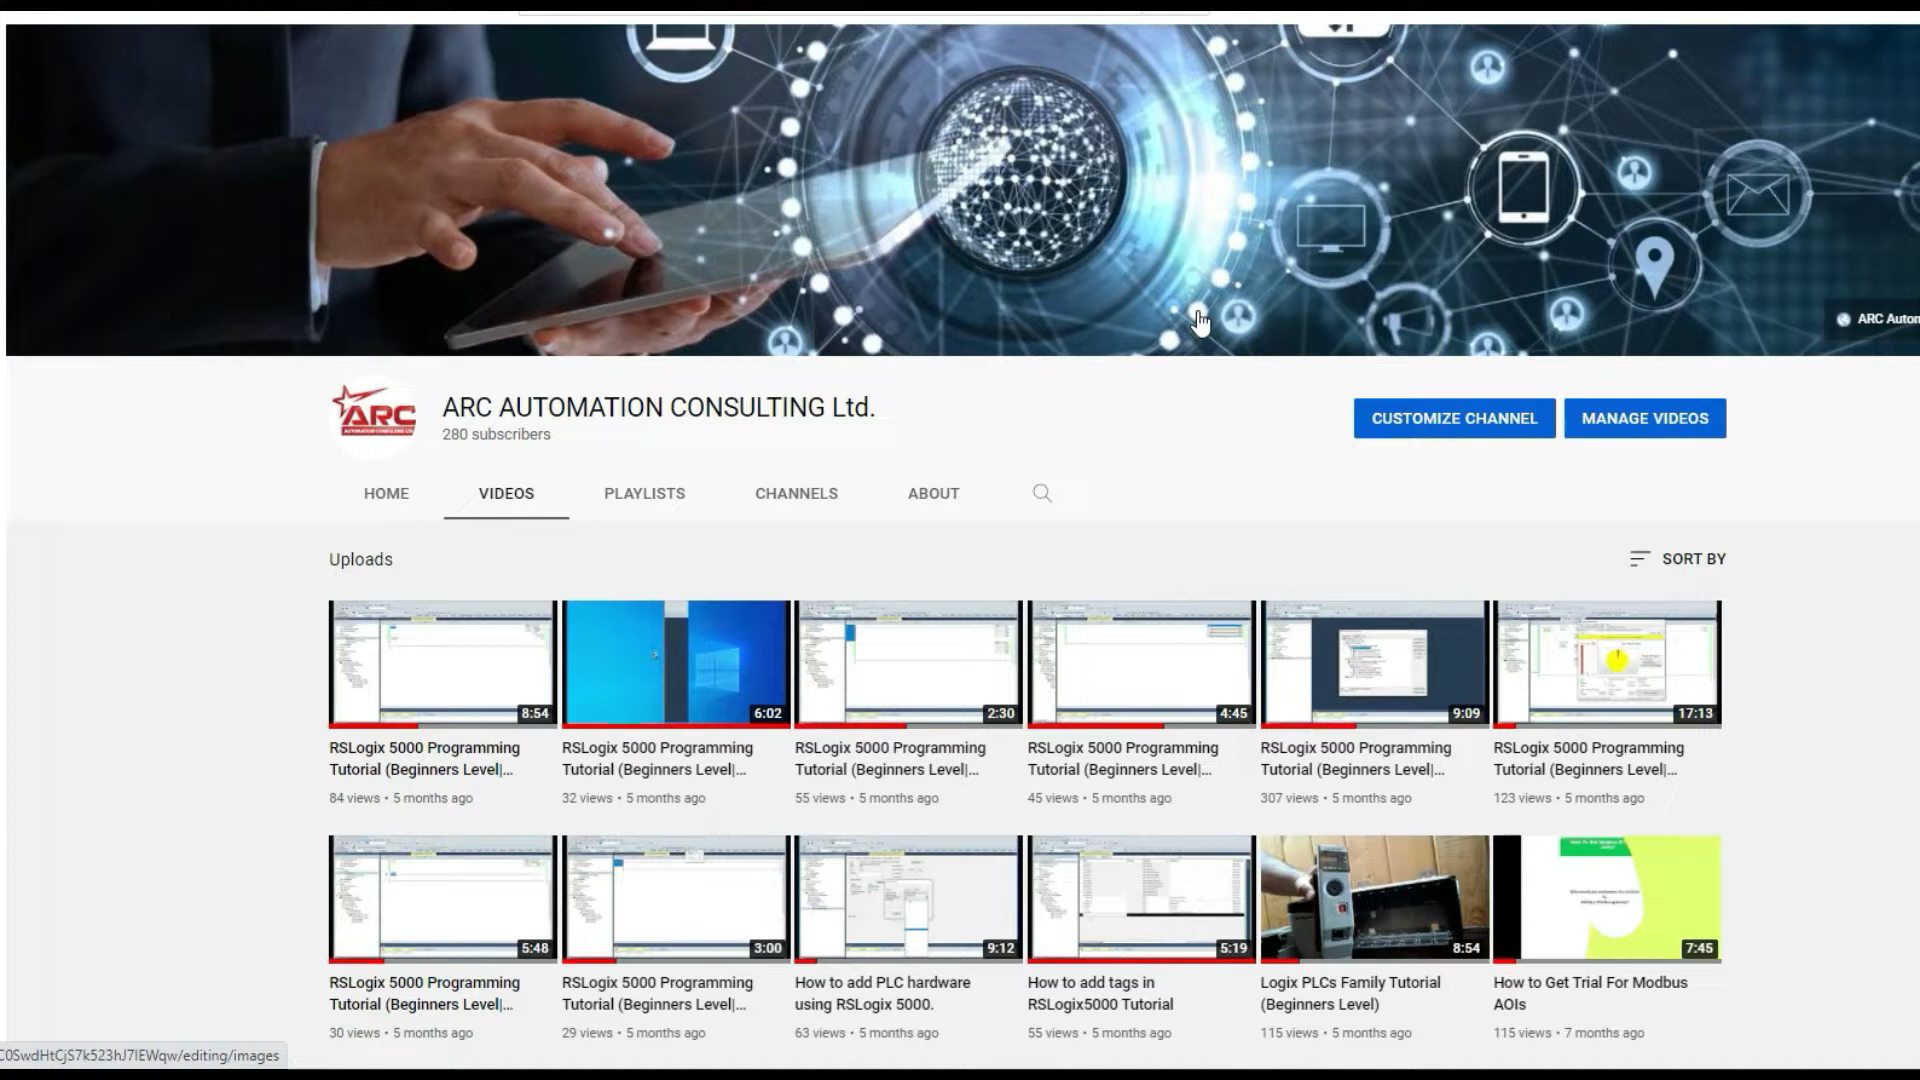 ARC Autom
ARC
ARC AUTOMATION CONSULTING Ltd.
280 subscribers
CUSTOMIZE CHANNEL
MANAGE VIDEOS
HOME
VIDEOS
PLAYLISTS
CHANNELS
ABOUT
Uploads
SORT BY
8:54
6:02
2:30
4:45
9:09
17:13
RSLogix 5000 Programming
Tutorial (Beginners Level|...
84 views • 5 months ago
RSLogix 5000 Programming
Tutorial (Beginners Level|...
32 views • 5 months ago
RSLogix 5000 Programming
Tutorial (Beginners Level|...
55 views • 5 months ago
RSLogix 5000 Programming
Tutorial (Beginners Level|...
45 views • 5 months ago
RSLogix 5000 Programming
Tutorial (Beginners Level|...
307 views • 5 months ago
RSLogix 5000 Programming
Tutorial (Beginners Level|...
123 views • 5 months ago
5:48
3:00
9:12
5:19
8:54
7:45
RSLogix 5000 Programming
Tutorial (Beginners Level|...
30 views • 5 months ago
RSLogix 5000 Programming
Tutorial (Beginners Level|...
29 views • 5 months ago
How to add PLC hardware
using RSLogix 5000.
63 views • 5 months ago
How to add tags in
RSLogix5000 Tutorial
55 views • 5 months ago
Logix PLCs Family Tutorial
(Beginners Level)
115 views • 5 months ago
How to Get Trial For Modbus
AOIs
115 views • 7 months ago
C0SwdHtCjS7k523hJ7lEWqw/editing/images